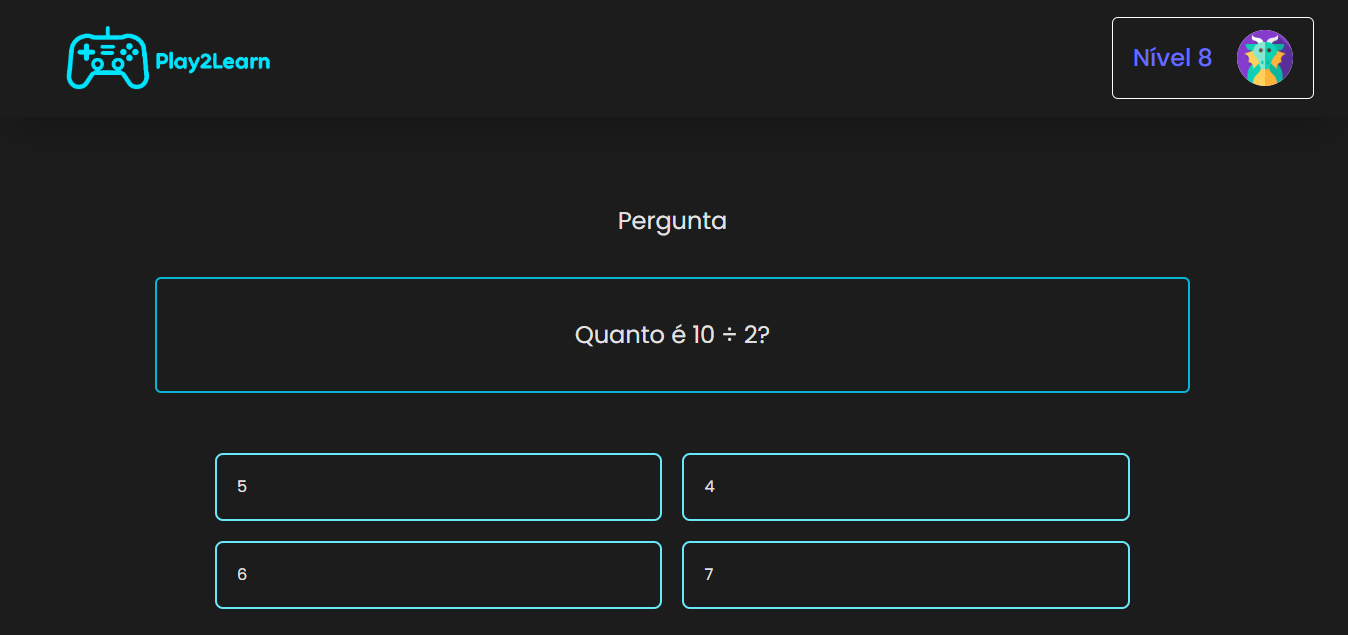 Play2Learn
Nível 8
Pergunta
Quanto é 10 ÷ 2?
5
4
6
7